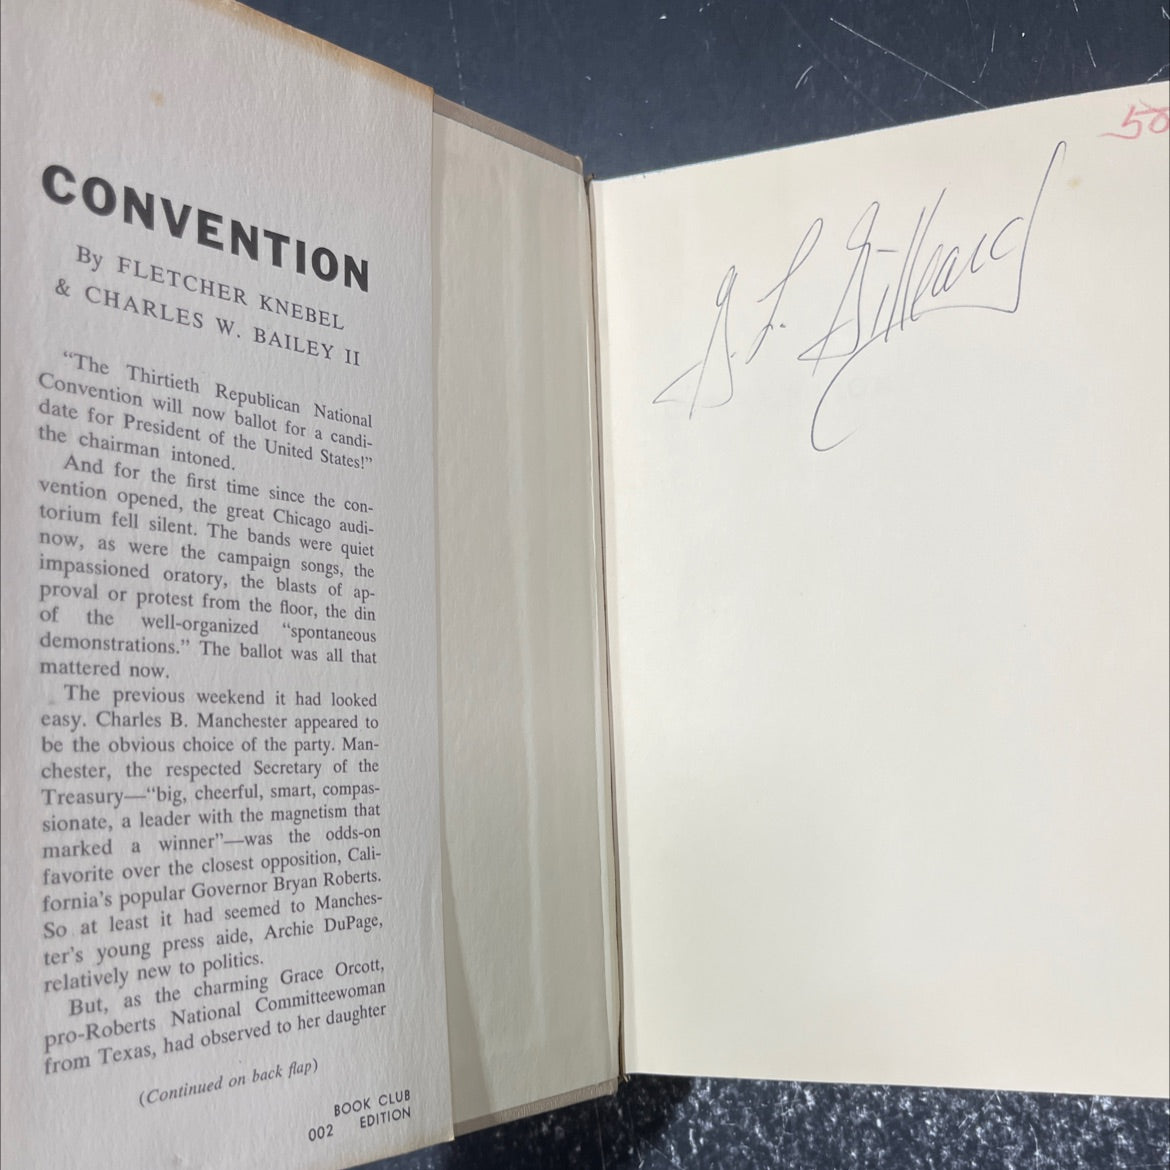 CONVENTION
By FLETCHER KNEBEL
& CHARLES W. BAILEY II
“The Thirtieth Republican National
Convention will now ballot for a candi-
date for President of the United States!”
the chairman intoned.
And for the first time since the con-
vention opened, the great Chicago audi-
torium fell silent. The bands were quiet
now, as were the campaign songs, the
impassioned oratory, the blasts of ap-
proval or protest from the floor, the din
of the well-organized “spontaneous
demonstrations.” The ballot was all that
mattered now.
The previous weekend it had looked
easy. Charles B. Manchester appeared to
be the obvious choice of the party. Man-
chester, the respected Secretary of the
Treasury—“big, cheerful, smart, compas-
sionate, a leader with the magnetism that
marked a winner”—was the odds-on
favorite over the closest opposition, Cali-
fornia’s popular Governor Bryan Roberts.
So at least it had seemed to Manches-
ter’s young press aide, Archie DuPage,
relatively new to politics.
But, as the charming Grace Orcott,
pro-Roberts National Committeewoman
from Texas, had observed to her daughter
(Continued on back flap)
BOOK CLUB
002 EDITION
50